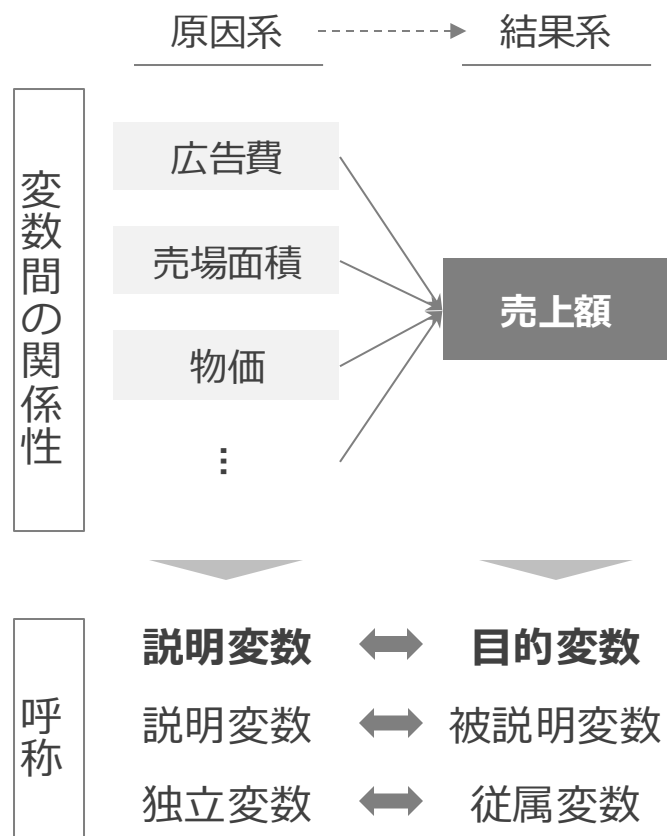 原因系
結果系
変数間の関係性
広告費
売場面積
物価
…
売上額
呼称
説明変数
目的変数
説明変数
被説明変数
独立変数
従属変数